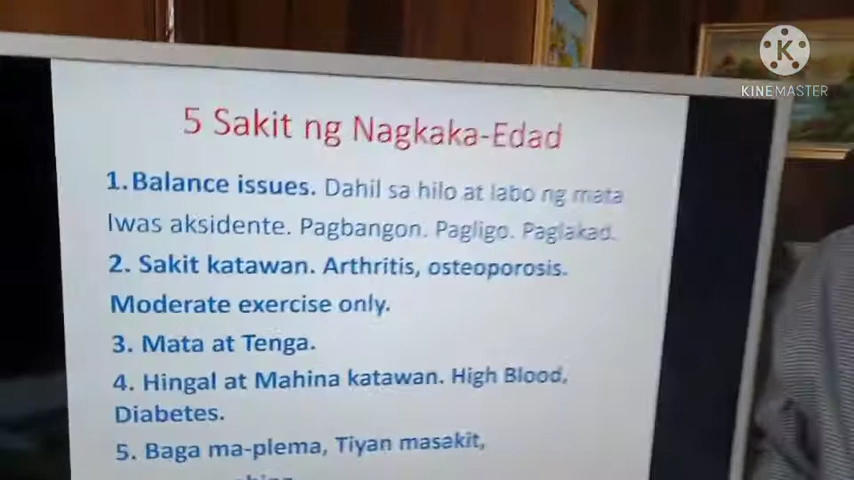 KINEMASTER
5 Sakit ng Nagkaka-Edad
1. Balance issues. Dahil sa hilo at labo ng mata
Iwas aksidente. Pagbangon. Pagligo. Paglakad.
2. Sakit katawan. Arthritis, osteoporosis.
Moderate exercise only.
3. Mata at Tenga.
4. Hingal at Mahina katawan. High Blood,
Diabetes.
5. Baga ma-plema, Tiyan masakit,